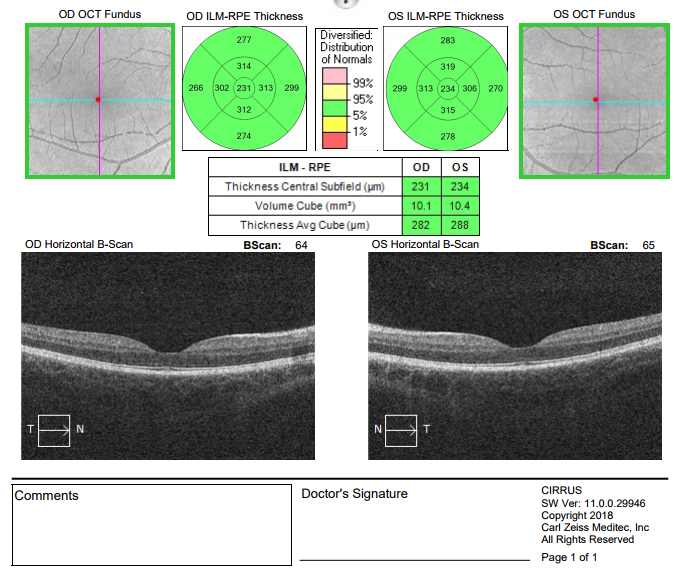 OD OCT Fundus
OD ILM-RPE Thickness
OS ILM-RPE Thickness
OS OCT Fundus
277
314
266 302 231 313 299
312
274
Diversified:
Distribution
of Normals
99%
95%
5%
1%
283
319
299 313 234 306 270
315
278
ILM - RPE OD OS
Thickness Central Subfield (µm) 231 234
Volume Cube (mm³) 10.1 10.4
Thickness Avg Cube (µm) 282 288
OD Horizontal B-Scan BScan: 64
OS Horizontal B-Scan BScan: 65
T N
N T
Comments
Doctor's Signature
CIRRUS
SW Ver: 11.0.0.29946
Copyright 2018
Carl Zeiss Meditec, Inc
All Rights Reserved
Page 1 of 1